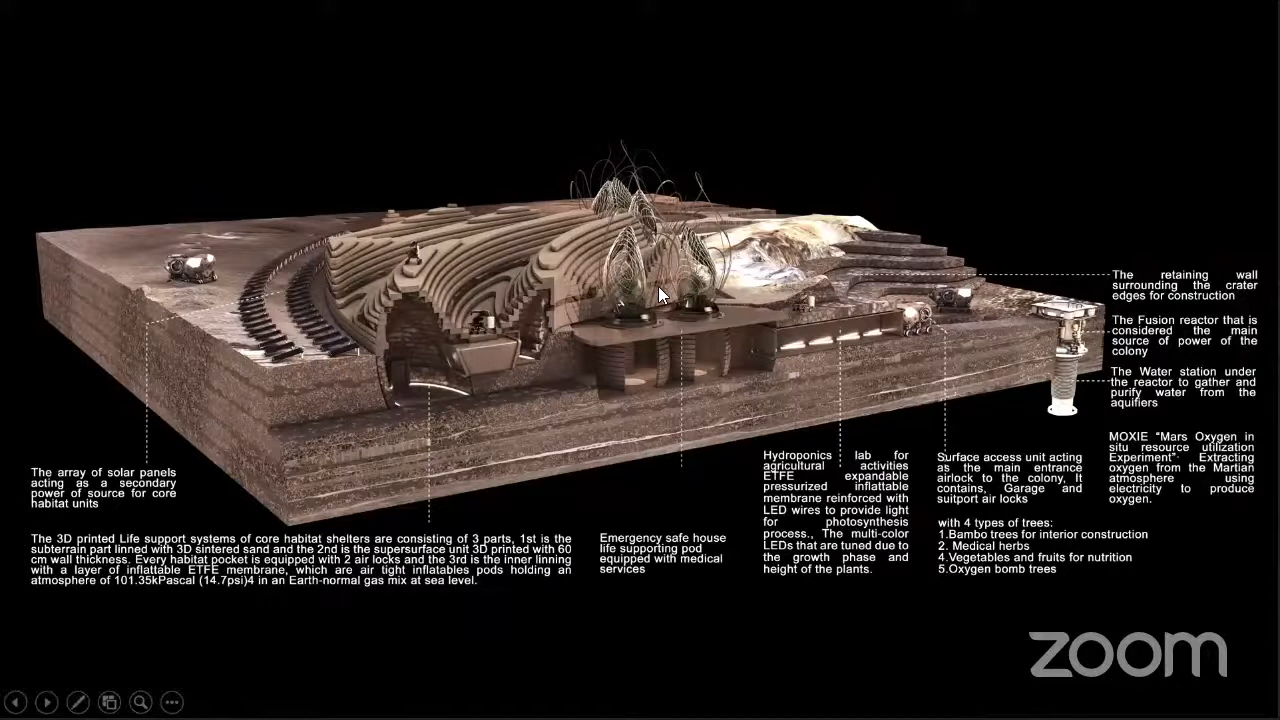 The retaining wall
surrounding the crater
edges for construction
The Fusion reactor that is
considered the main
source of power of the
colony
The Water station under
the reactor to gather and
purify water from the
aquifiers
MOXIE “Mars Oxygen in
situ resource utilization
Experiment”· Extracting
oxygen from the Martian
atmosphere using
electricity to produce
oxygen.
The array of solar panels
acting as a secondary
power of source for core
habitat units
The 3D printed Life support systems of core habitat shelters are consisting of 3 parts, 1st is the
subterrain part linned with 3D sintered sand and the 2nd is the supersurface unit 3D printed with 60
cm wall thickness. Every habitat pocket is equipped with 2 air locks and the 3rd is the inner linning
with a layer of inflattable ETFE membrane, which are air tight inflatables pods holding an
atmosphere of 101.35kPascal (14.7psi)4 in an Earth-normal gas mix at sea level.
Emergency safe house
life supporting pod
equipped with medical
services
Hydroponics lab for
agricultural activities
ETFE expandable
pressurized inflattable
membrane reinforced with
LED wires to provide light
for photosynthesis
process., The multi-color
LEDs that are tuned due to
the growth phase and
height of the plants.
Surface access unit acting
as the main entrance
airlock to the colony, It
contains, Garage and
suitport air locks
with 4 types of trees:
1.Bambo trees for interior construction
2. Medical herbs
4.Vegetables and fruits for nutrition
5.Oxygen bomb trees
zoom